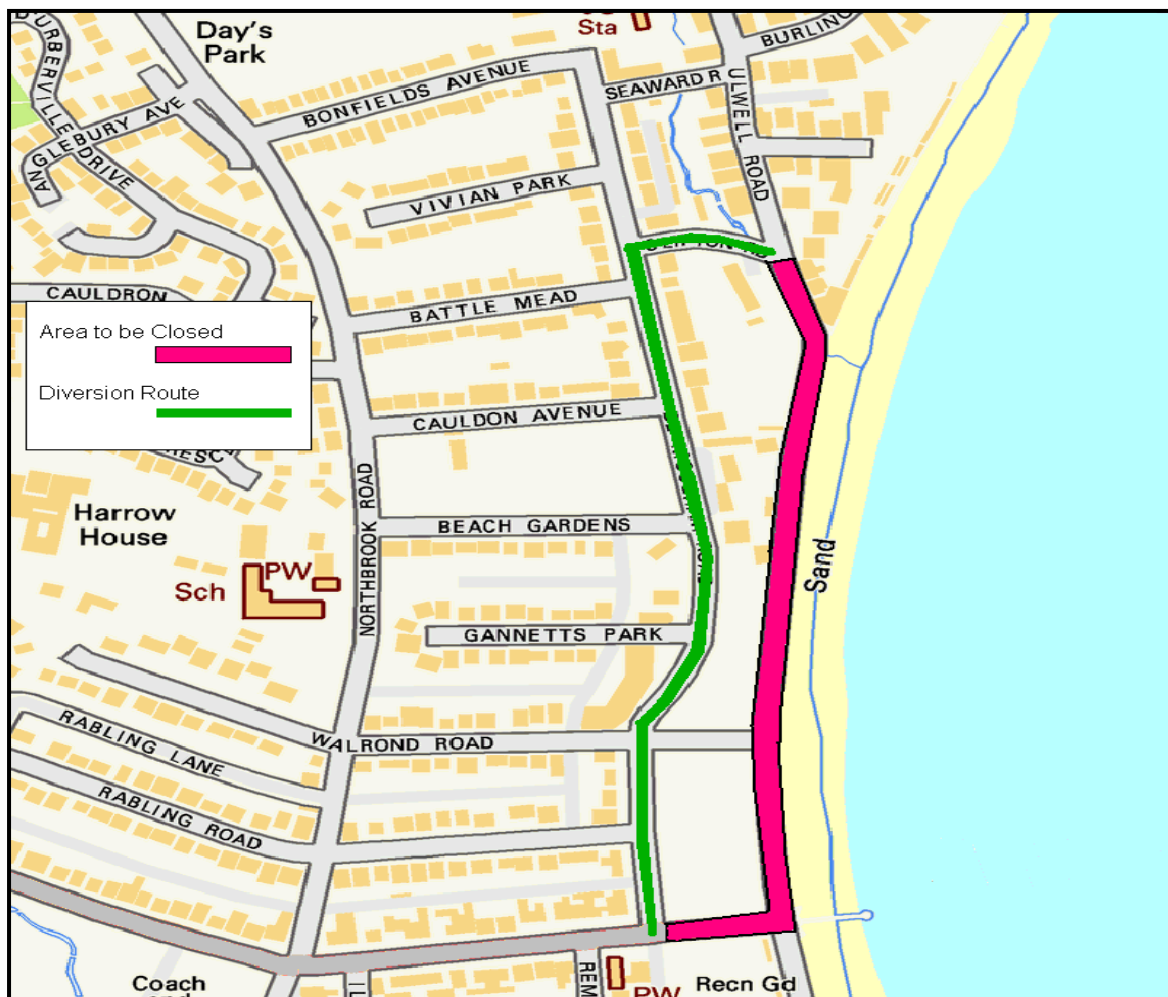 Day's
Park
Sta
BURLING
DURBERVILLE DRIVE
BONFIELDS AVENUE
SEAWARD R
ULWELL ROAD
ANGLEBURY AVE
VIVIAN PARK
CAULDRON
BATTLE MEAD
Area to be Closed
Diversion Route
CAULDON AVENUE
NORTHBROOK ROAD
BEACH GARDENS
Harrow
House
Sand
PW
Sch
GANNETTS PARK
RABLING LANE
WALROND ROAD
RABLING ROAD
Coach
REM
PW
Recn Gd